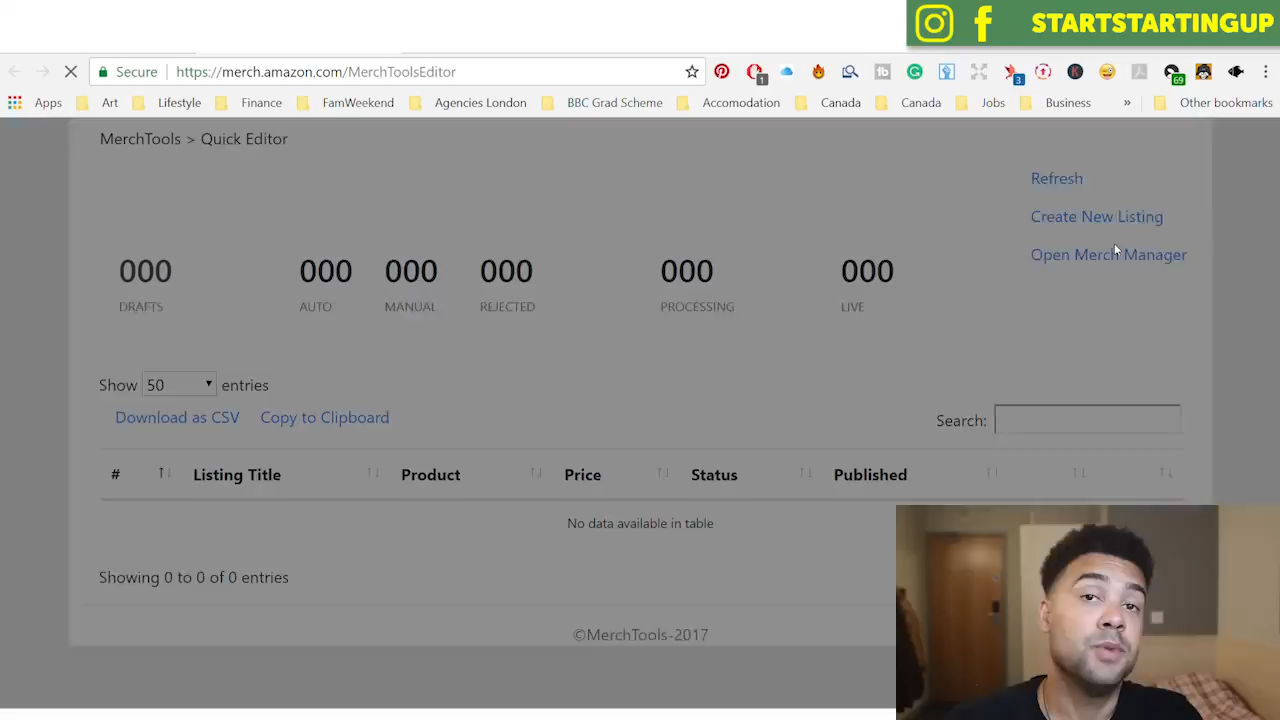 STARTSTARTINGUP
Secure https://merch.amazon.com/MerchToolsEditor
1 3 69
Apps Art Lifestyle Finance FamWeekend Agencies London BBC Grad Scheme Accomodation Canada Canada Jobs Business » Other bookmarks
MerchTools > Quick Editor
Refresh
Create New Listing
Open Merch Manager
000 000 000 000 000 000
DRAFTS AUTO MANUAL REJECTED PROCESSING LIVE
Show 50 entries
Download as CSV Copy to Clipboard
Search:
# Listing Title Product Price Status Published
No data available in table
Showing 0 to 0 of 0 entries
©MerchTools-2017